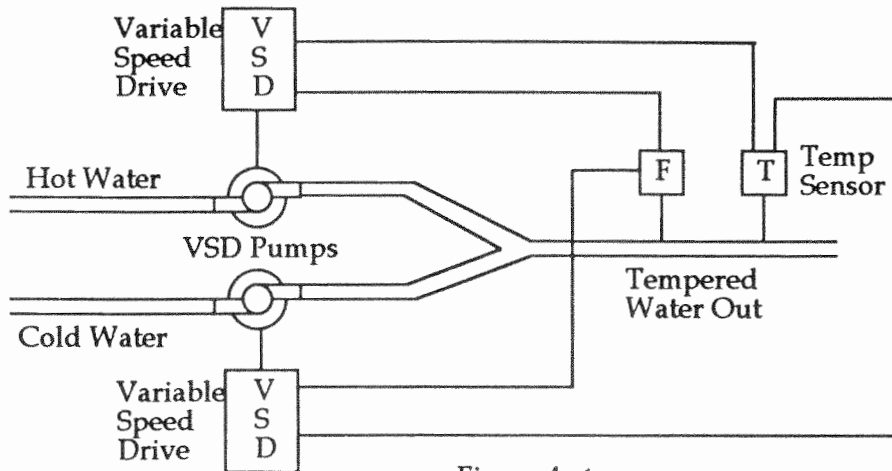 Variable
Speed
Drive
V
S
D
Hot Water
F
T
Temp
Sensor
VSD Pumps
Tempered
Water Out
Cold Water
Variable
Speed
Drive
V
S
D